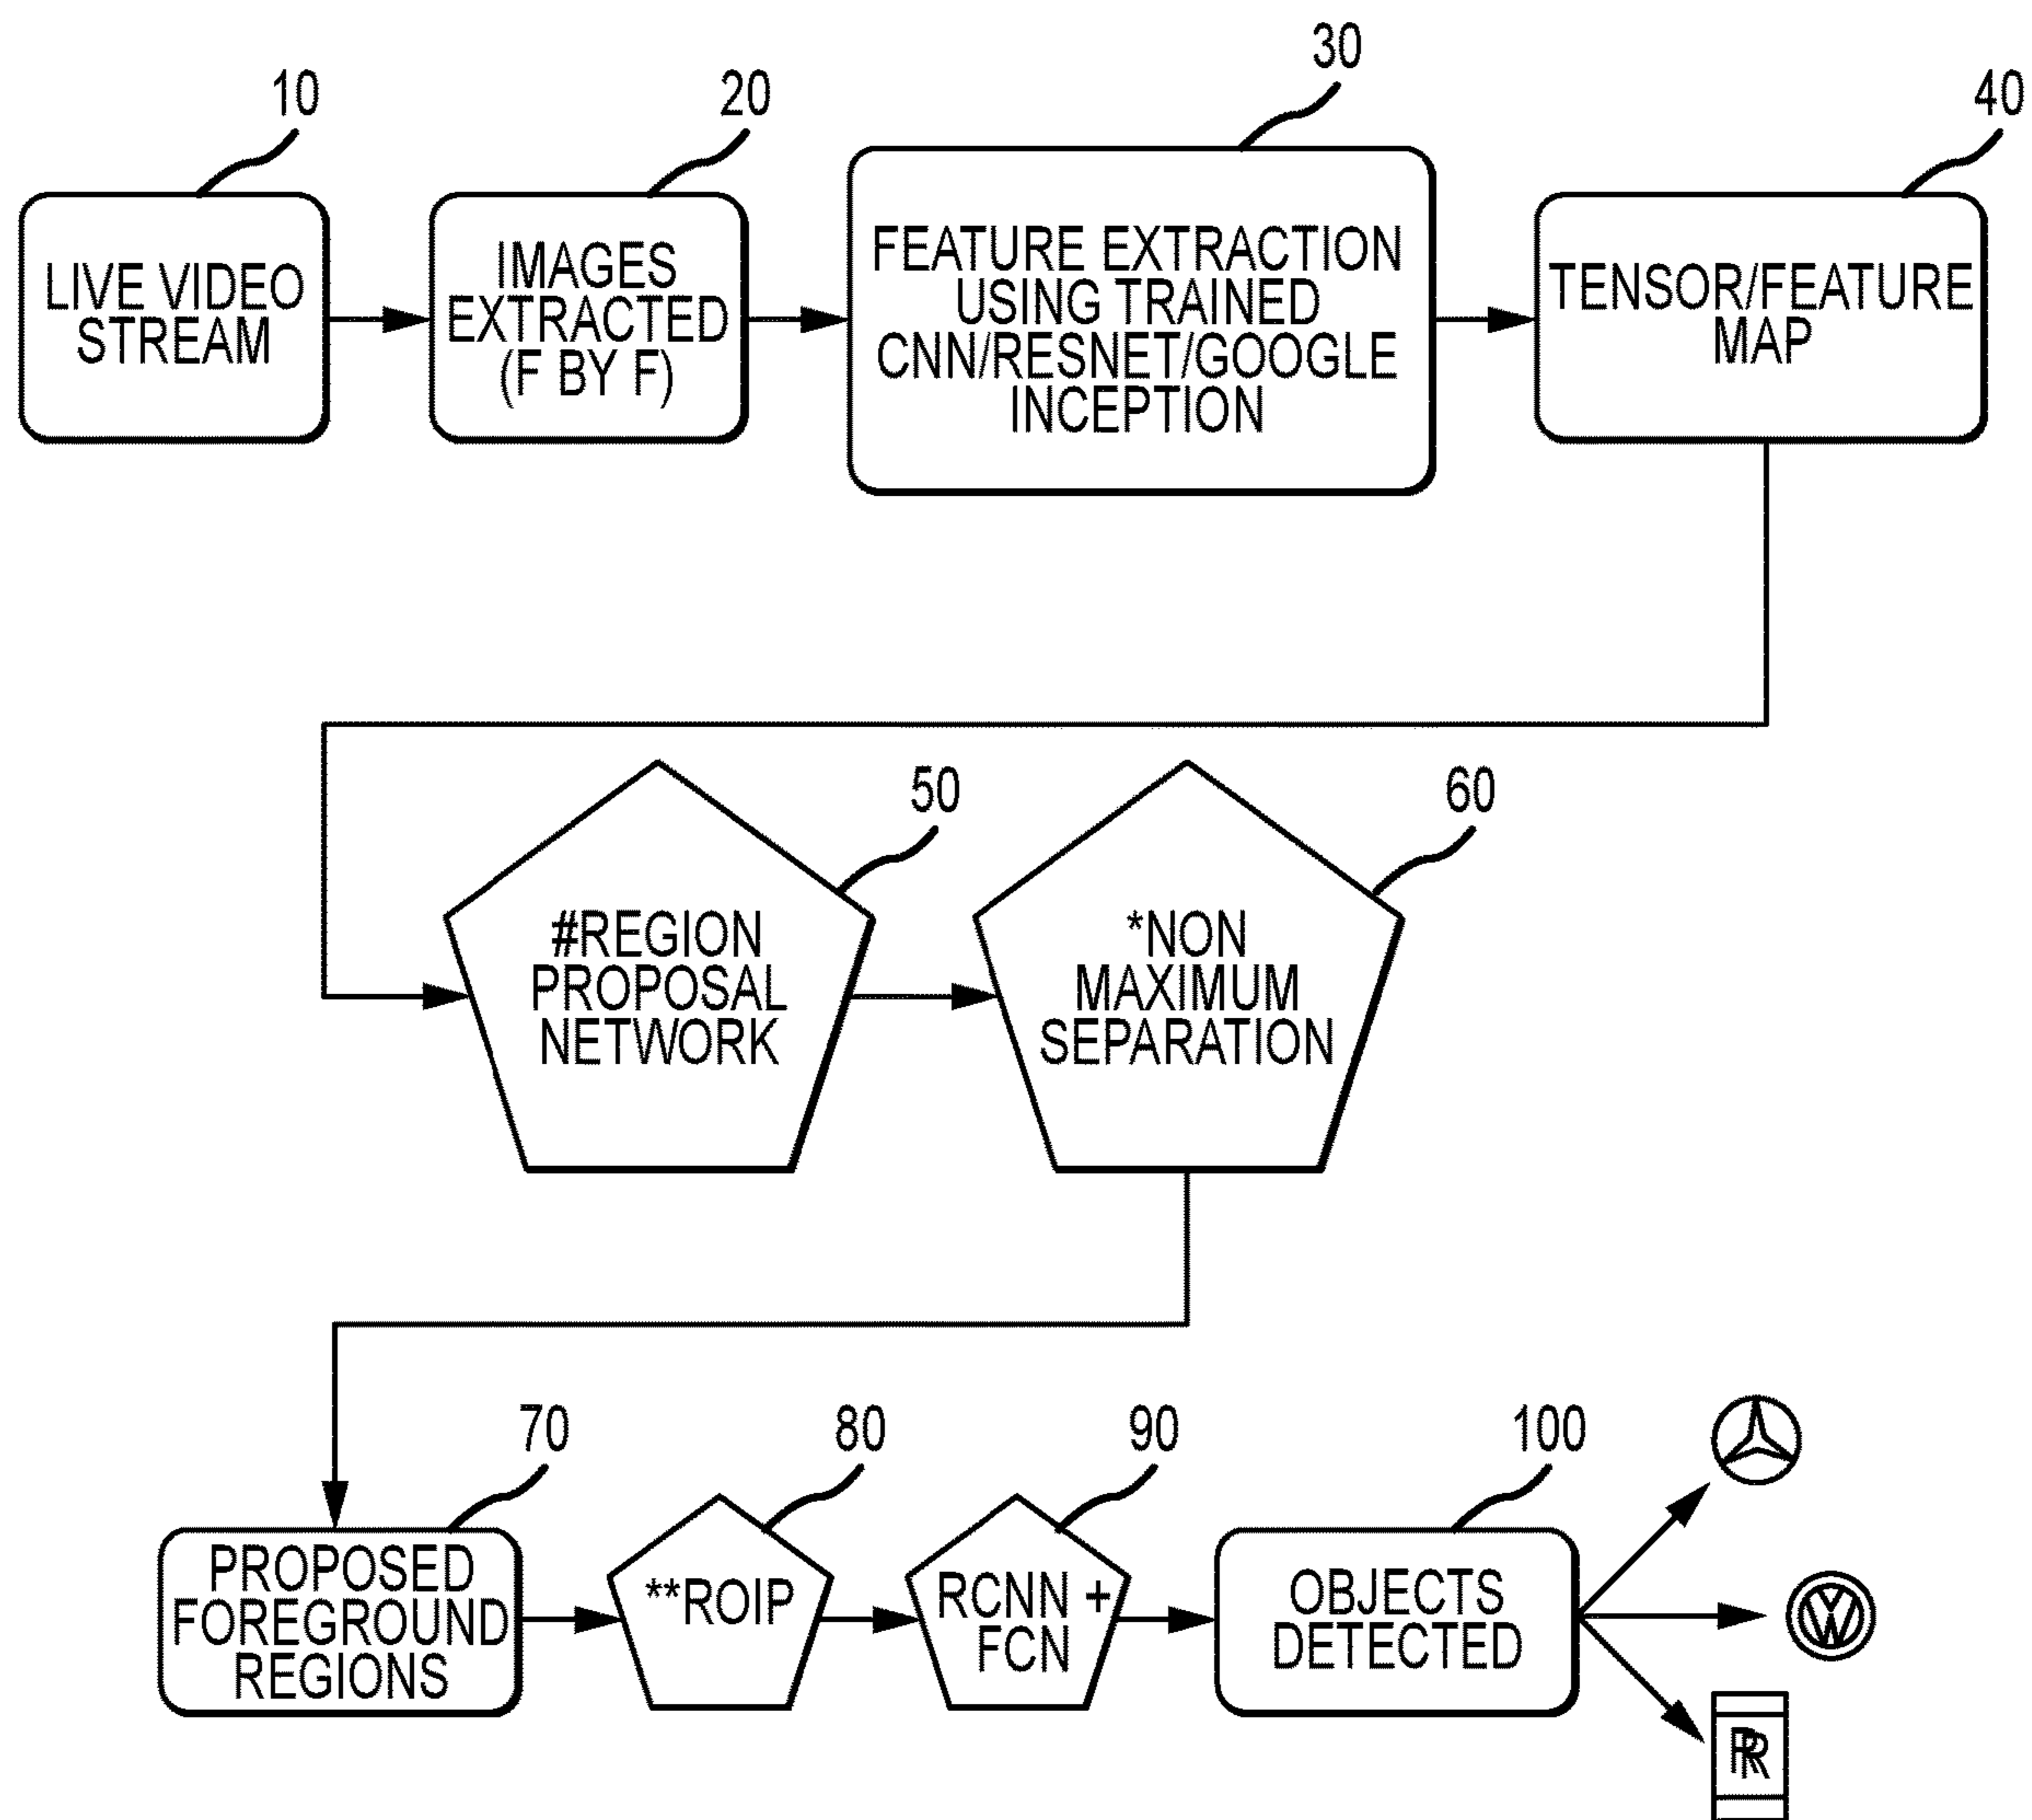 10
20
30
40
LIVE VIDEO
STREAM
IMAGES
EXTRACTED
(F BY F)
FEATURE EXTRACTION
USING TRAINED
CNN/RESNET/GOOGLE
INCEPTION
TENSOR/FEATURE
MAP
50
60
#REGION
PROPOSAL
NETWORK
*NON
MAXIMUM
SEPARATION
70
80
90
100
PROPOSED
FOREGROUND
REGIONS
**ROIP
RCNN +
FCN
OBJECTS
DETECTED
VW
RR